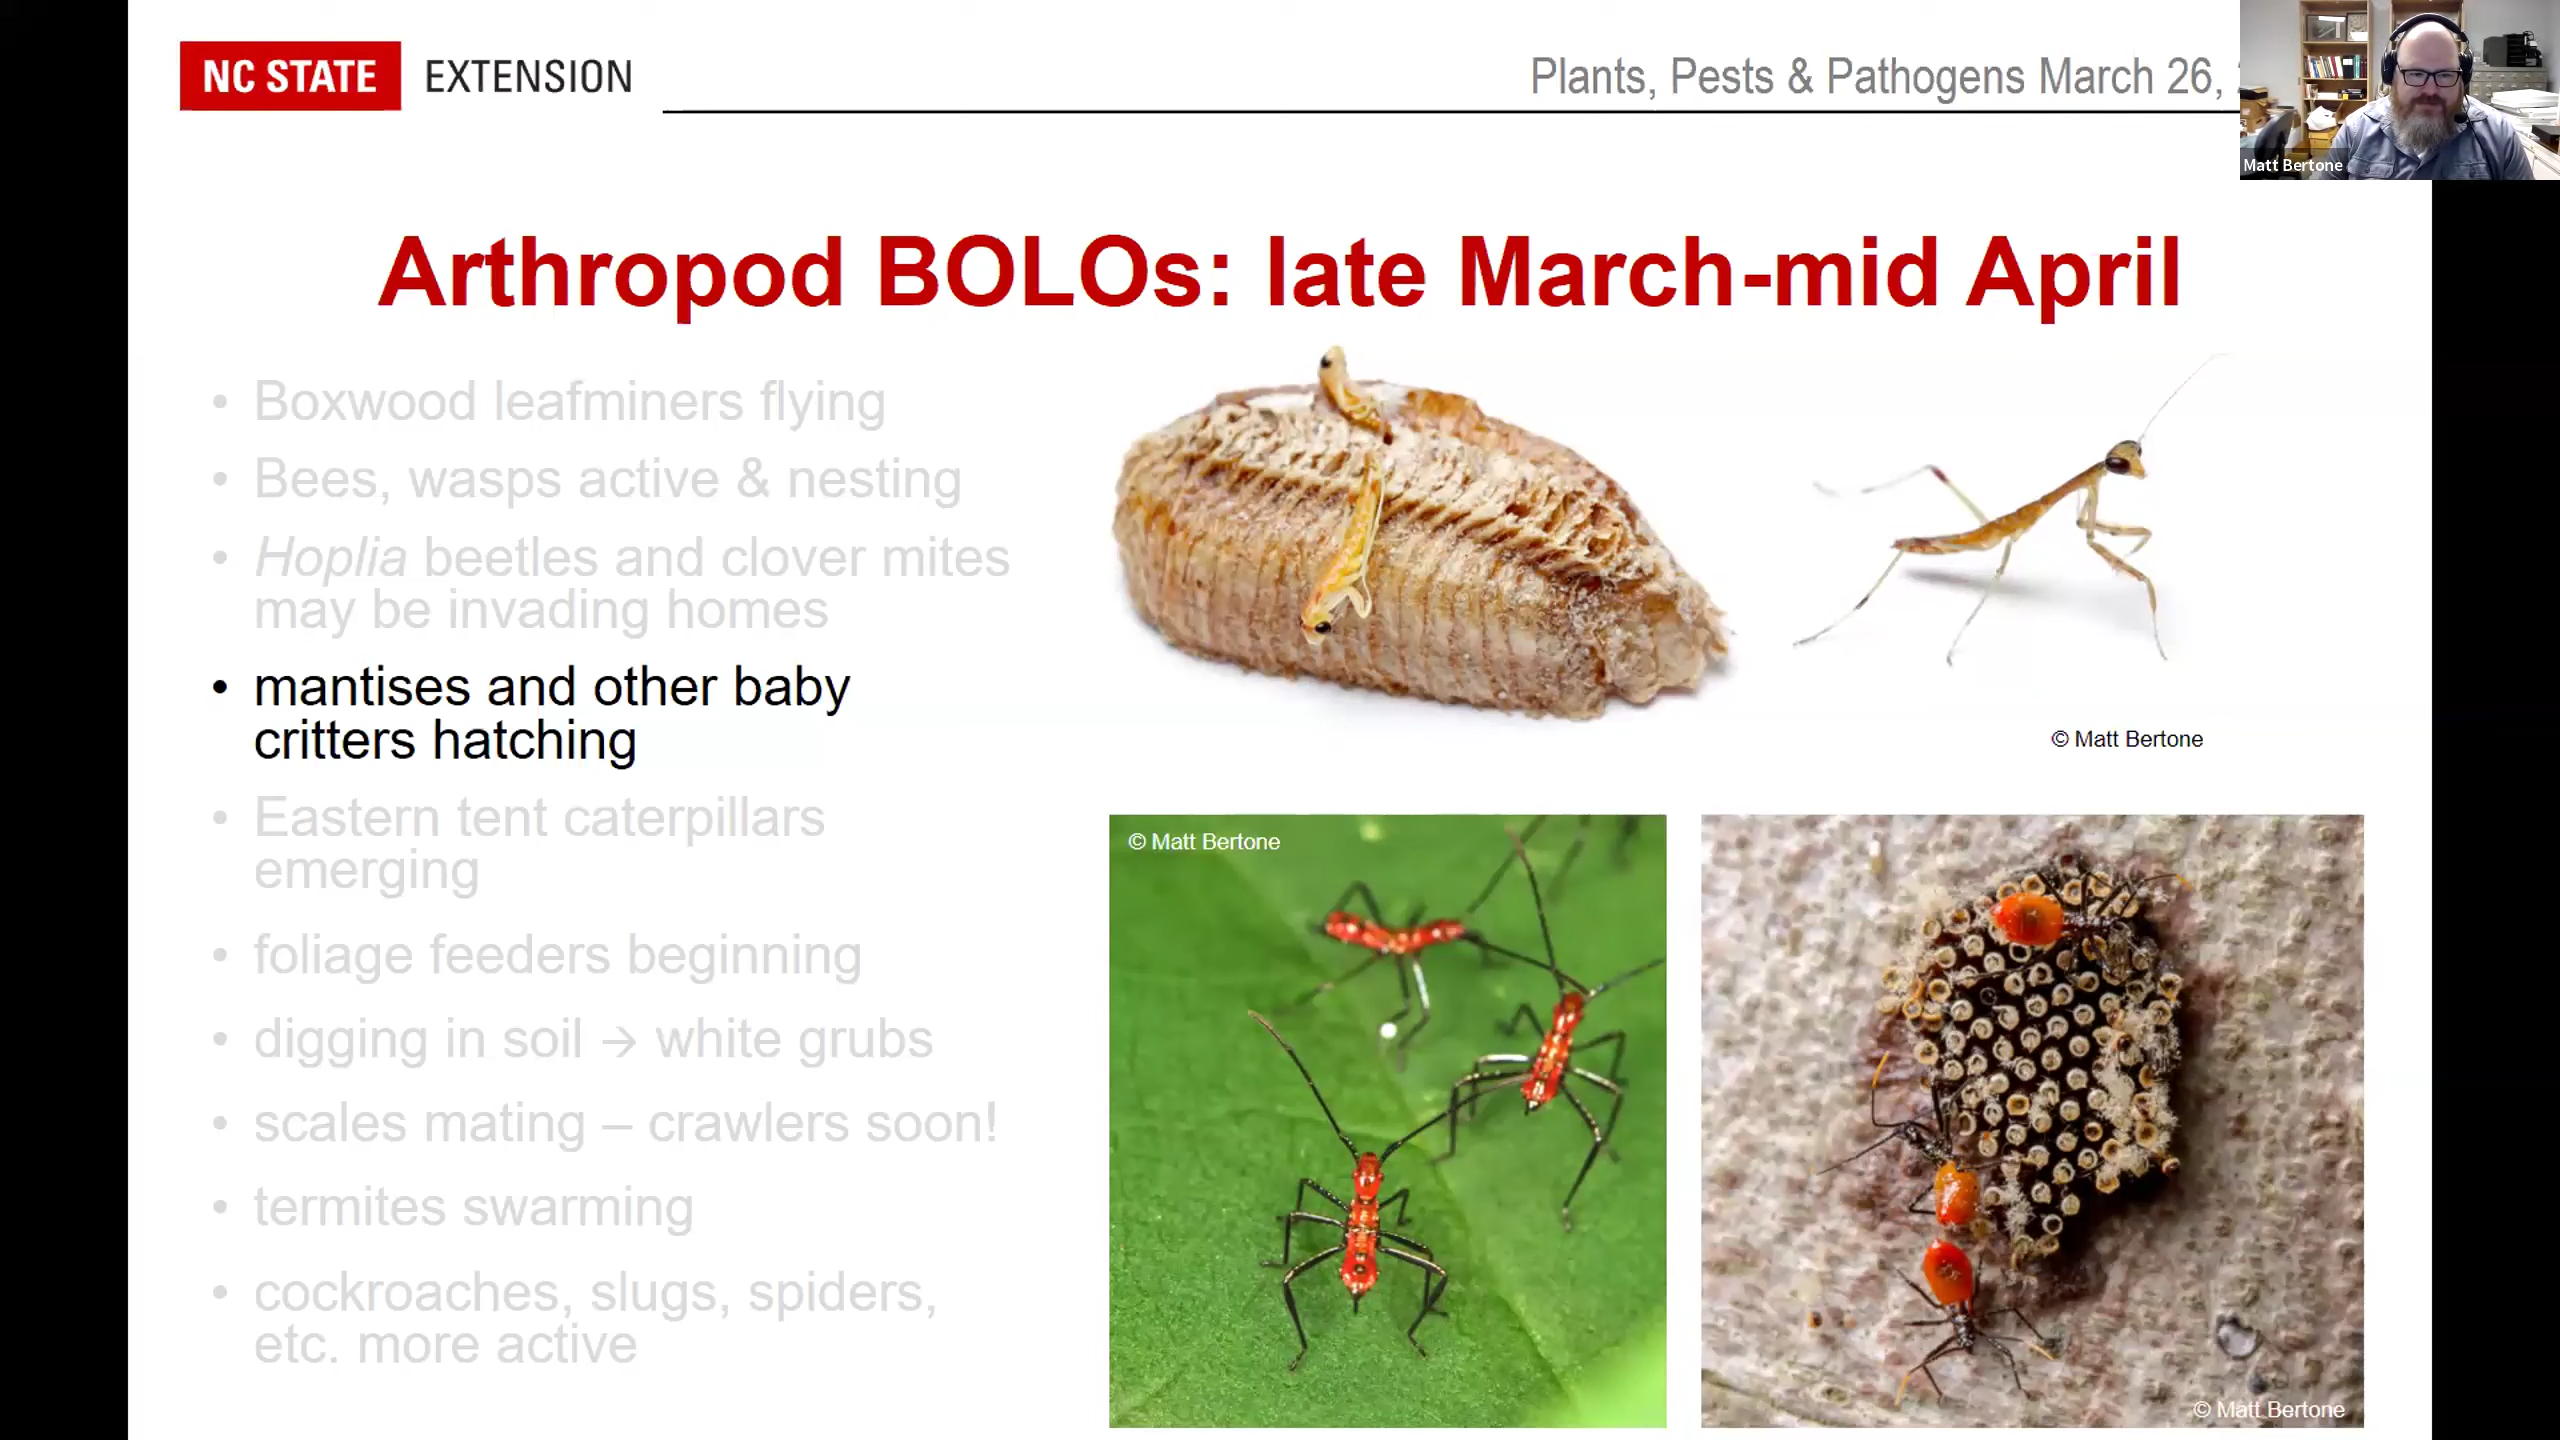 NC STATE EXTENSION
Plants, Pests & Pathogens March 26,
Matt Bertone
Arthropod BOLOs: late March-mid April
• Boxwood leafminers flying
• Bees, wasps active & nesting
• Hoplia beetles and clover mites
may be invading homes
• mantises and other baby
critters hatching
• Eastern tent caterpillars
emerging
• foliage feeders beginning
• digging in soil → white grubs
• scales mating – crawlers soon!
• termites swarming
• cockroaches, slugs, spiders,
etc. more active
© Matt Bertone
© Matt Bertone
© Matt Bertone